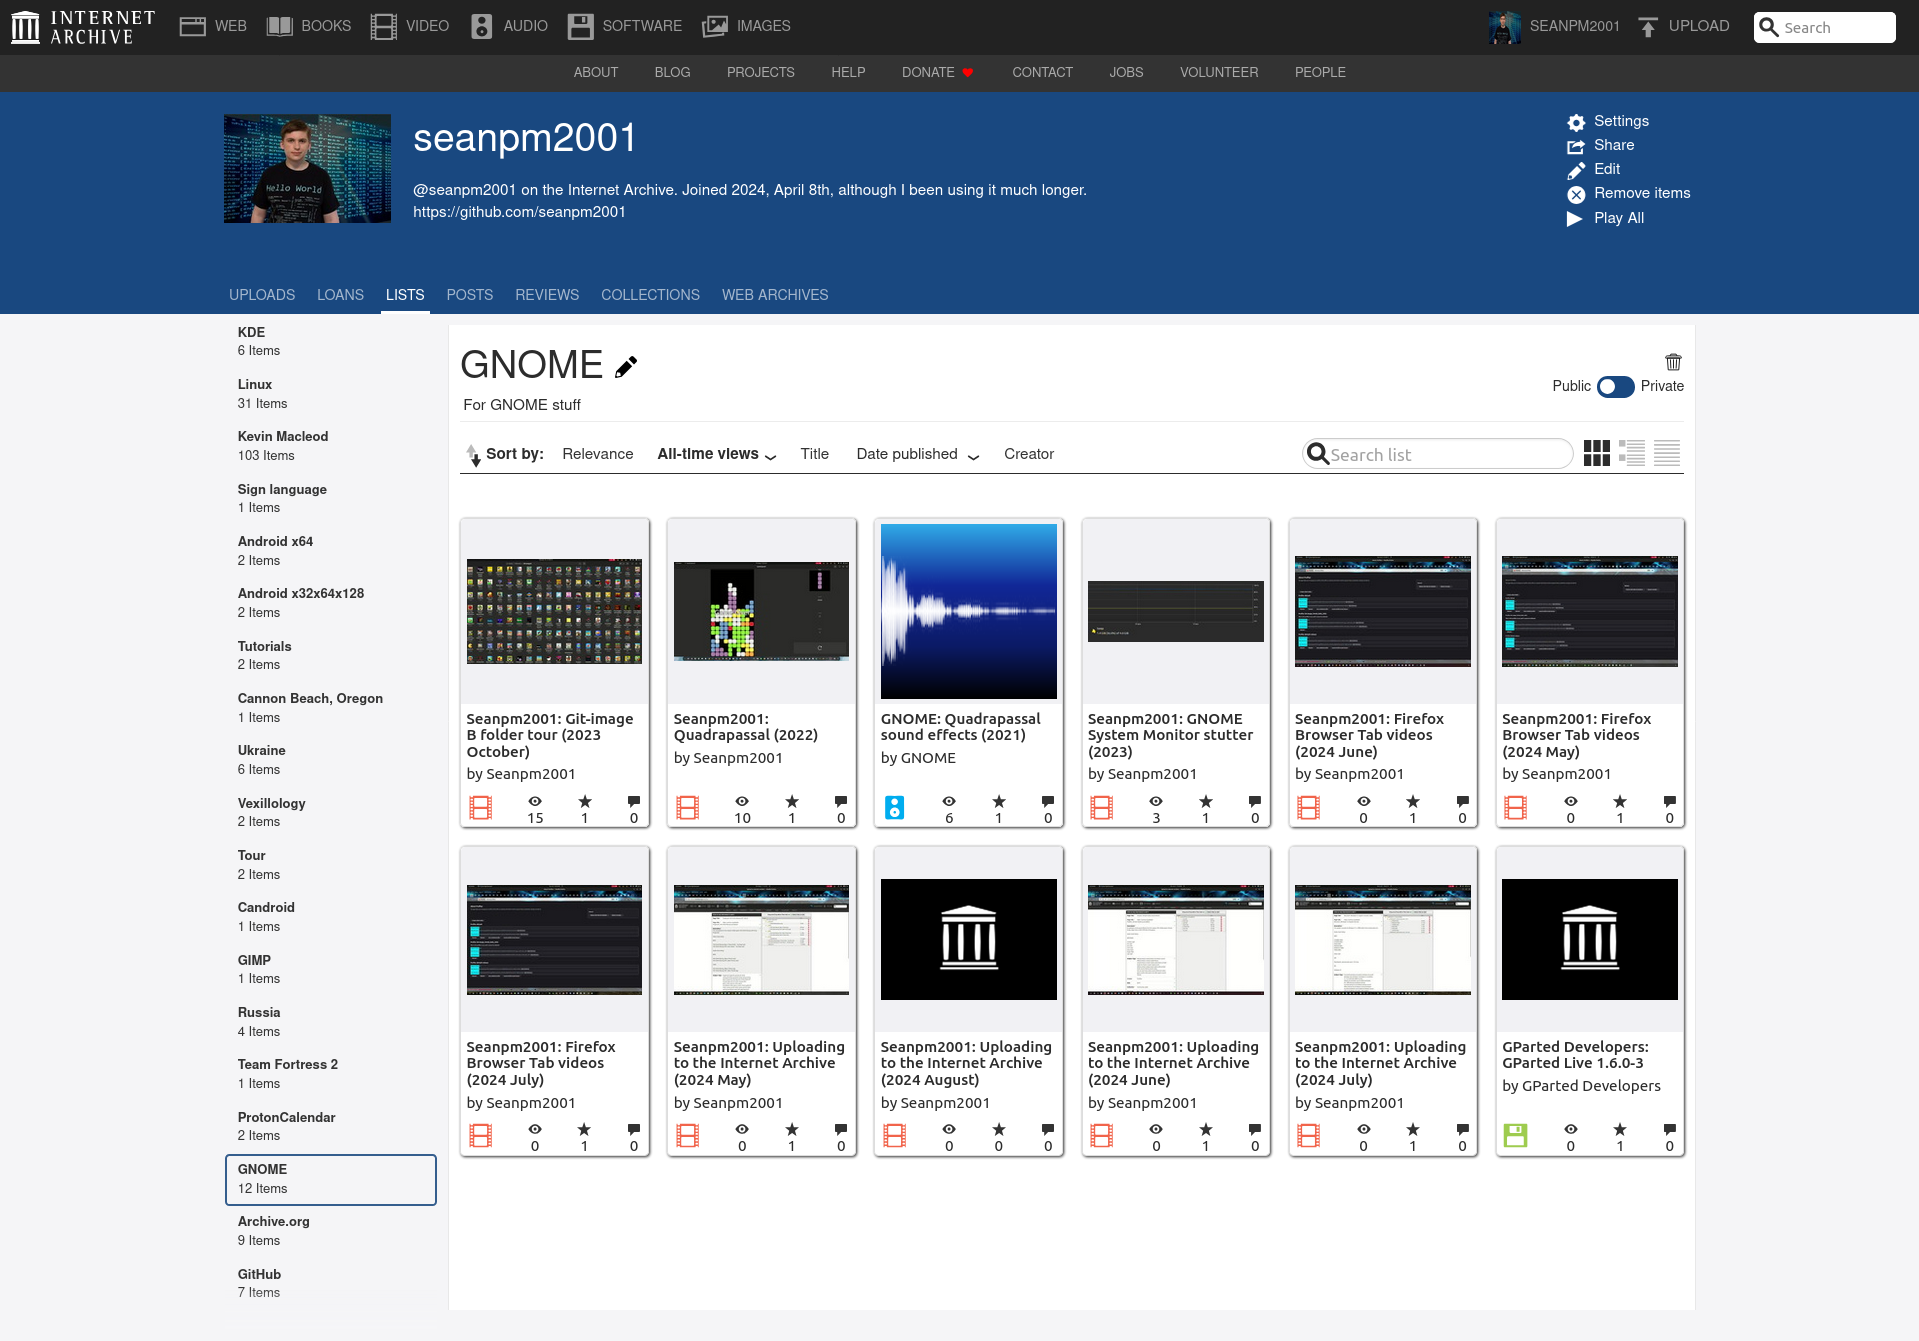 INTERNET ARCHIVE
WEB BOOKS VIDEO AUDIO SOFTWARE IMAGES SEANPM2001 UPLOAD Search
ABOUT BLOG PROJECTS HELP DONATE CONTACT JOBS VOLUNTEER PEOPLE
Hello World
seanpm2001
@seanpm2001 on the Internet Archive. Joined 2024, April 8th, although I been using it much longer.
https://github.com/seanpm2001
Settings
Share
Edit
Remove items
Play All
UPLOADS LOANS LISTS POSTS REVIEWS COLLECTIONS WEB ARCHIVES
KDE
6 Items
Linux
31 Items
Kevin Macleod
103 Items
Sign language
1 Items
Android x64
2 Items
Android x32x64x128
2 Items
Tutorials
2 Items
Cannon Beach, Oregon
1 Items
Ukraine
6 Items
Vexillology
2 Items
Tour
2 Items
Candroid
1 Items
GIMP
1 Items
Russia
4 Items
Team Fortress 2
1 Items
ProtonCalendar
2 Items
GNOME
12 Items
Archive.org
9 Items
GitHub
7 Items
GNOME
For GNOME stuff
Public Private
Sort by: Relevance All-time views Title Date published Creator Search list
Seanpm2001: Git-image
B folder tour (2023
October)
by Seanpm2001
15 1 0
Seanpm2001:
Quadrapassal (2022)
by Seanpm2001
10 1 0
GNOME: Quadrapassal
sound effects (2021)
by GNOME
6 1 0
Seanpm2001: GNOME
System Monitor stutter
(2023)
by Seanpm2001
3 1 0
Seanpm2001: Firefox
Browser Tab videos
(2024 June)
by Seanpm2001
0 1 0
Seanpm2001: Firefox
Browser Tab videos
(2024 May)
by Seanpm2001
0 1 0
Seanpm2001: Firefox
Browser Tab videos
(2024 July)
by Seanpm2001
0 1 0
Seanpm2001: Uploading
to the Internet Archive
(2024 May)
by Seanpm2001
0 1 0
Seanpm2001: Uploading
to the Internet Archive
(2024 August)
by Seanpm2001
0 0 0
Seanpm2001: Uploading
to the Internet Archive
(2024 June)
by Seanpm2001
0 1 0
Seanpm2001: Uploading
to the Internet Archive
(2024 July)
by Seanpm2001
0 1 0
GParted Developers:
GParted Live 1.6.0-3
by GParted Developers
0 1 0